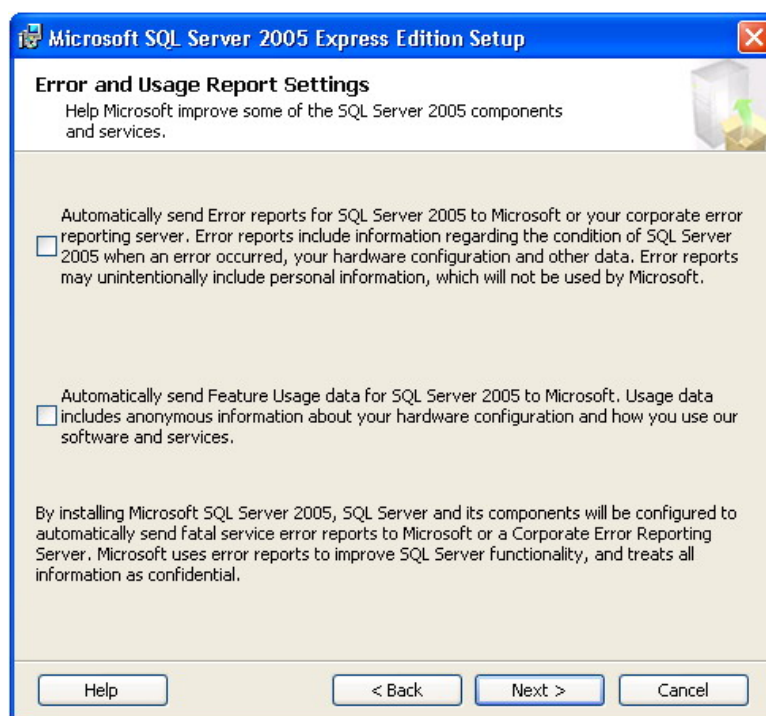 Microsoft SQL Server 2005 Express Edition Setup
Error and Usage Report Settings
Help Microsoft improve some of the SQL Server 2005 components
and services.
Automatically send Error reports for SQL Server 2005 to Microsoft or your corporate error
reporting server. Error reports include information regarding the condition of SQL Server
2005 when an error occurred, your hardware configuration and other data. Error reports
may unintentionally include personal information, which will not be used by Microsoft.
Automatically send Feature Usage data for SQL Server 2005 to Microsoft. Usage data
includes anonymous information about your hardware configuration and how you use our
software and services.
By installing Microsoft SQL Server 2005, SQL Server and its components will be configured to
automatically send fatal service error reports to Microsoft or a Corporate Error Reporting
Server. Microsoft uses error reports to improve SQL Server functionality, and treats all
information as confidential.
Help < Back Next > Cancel